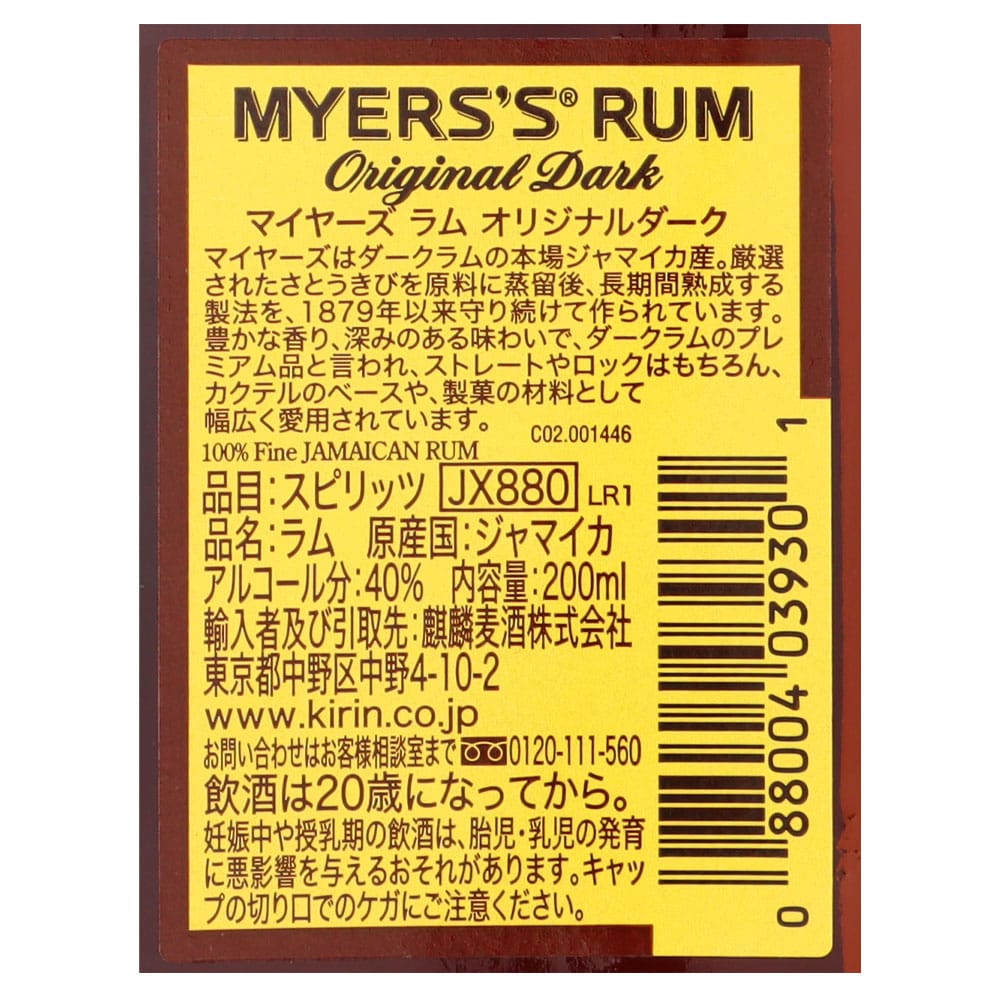 MYERS'S® RUM
Original Dark
マイヤーズ ラム オリジナルダーク
マイヤーズはダークラムの本場ジャマイカ産。厳選
されたさとうきびを原料に蒸留後、長期間熟成する
製法を、1879年以来守り続けて作られています。
豊かな香り、深みのある味わいで、ダークラムのプレ
ミアム品と言われ、ストレートやロックはもちろん、
カクテルのベースや、製菓の材料として
幅広く愛用されています。
C02.001446
100% Fine JAMAICAN RUM
品目:スピリッツ JX880 LR1
品名:ラム 原産国:ジャマイカ
アルコール分:40% 内容量:200ml
輸入者及び引取先:麒麟麦酒株式会社
東京都中野区中野4-10-2
www.kirin.co.jp
お問い合わせはお客様相談室まで 0120-111-560
飲酒は20歳になってから。
妊娠中や授乳期の飲酒は、胎児・乳児の発育
に悪影響を与えるおそれがあります。キャッ
プの切り口でのケガにご注意ください。
0 88004 03930 1